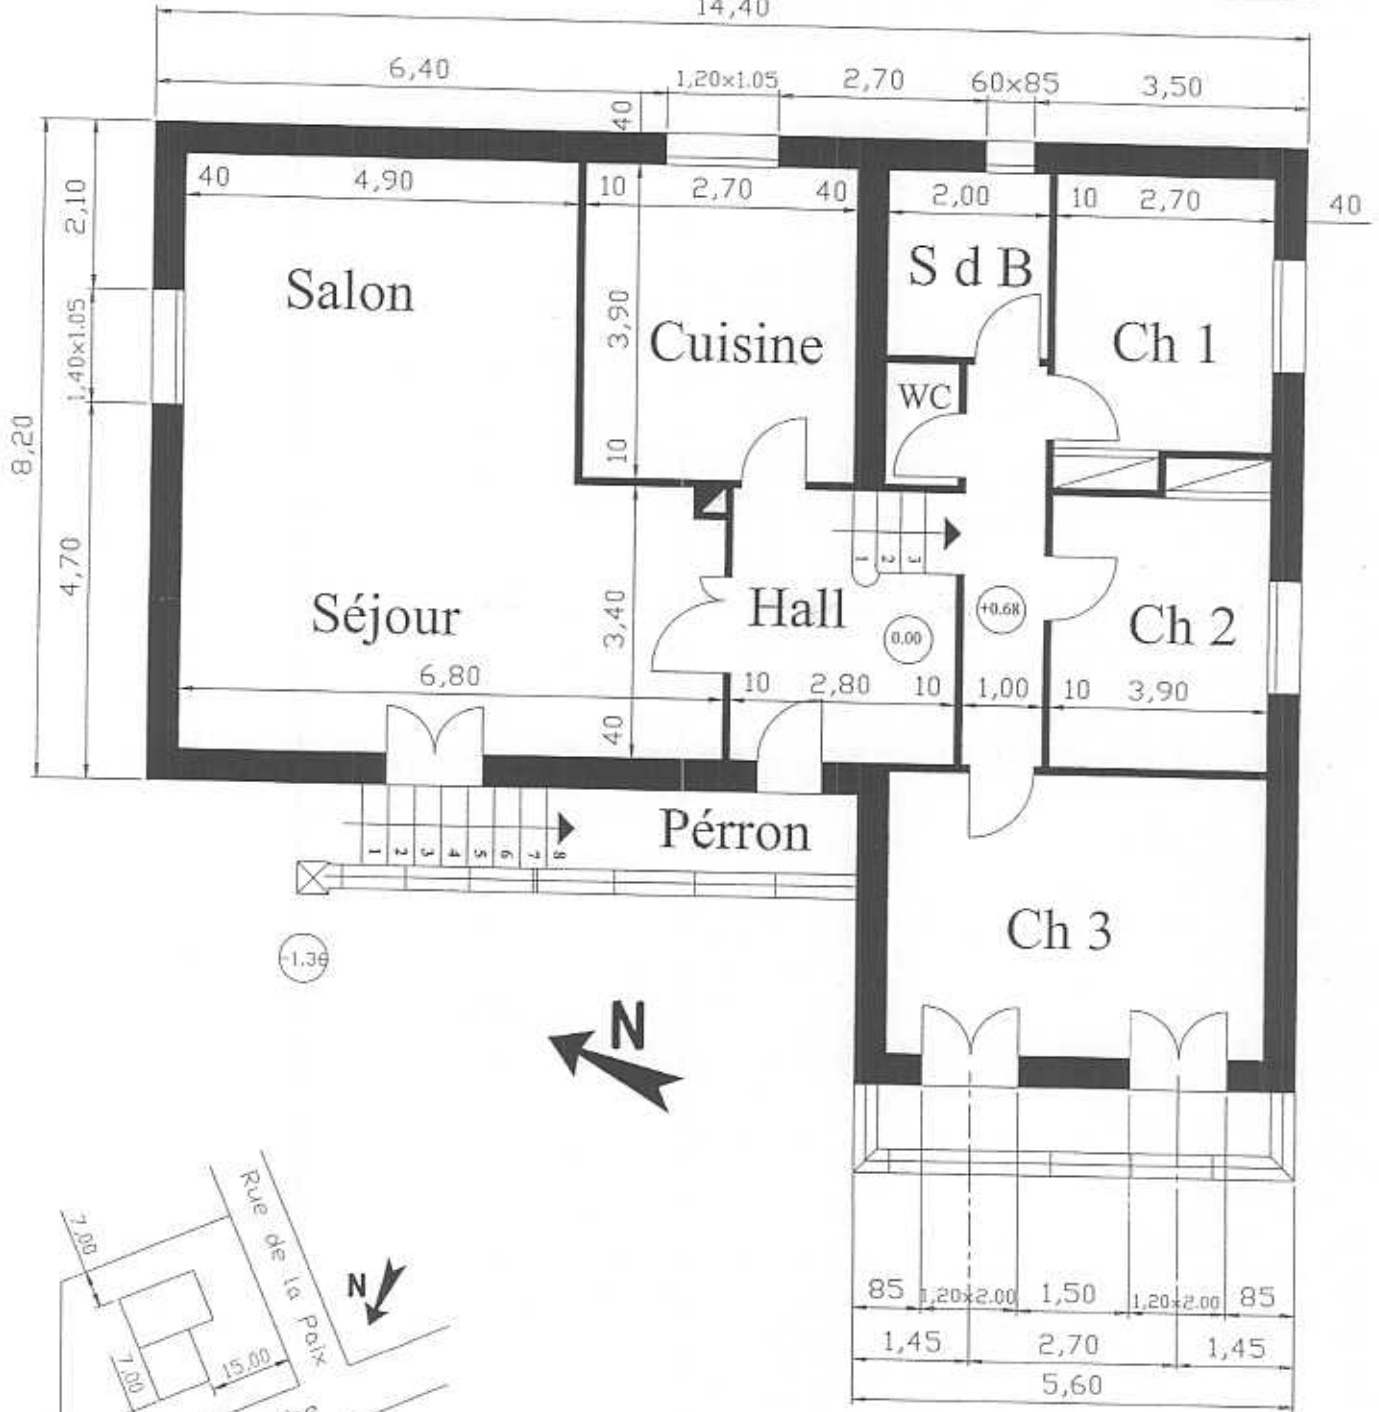 14,40
6,40 1,20x1.05 2,70 60x85 3,50
40
40 4,90 10 2,70 40 2,00 10 2,70 40
2,10
1,40x1.05
4,70
8,20
Salon
3,90
10
Cuisine
S d B
WC
Ch 1
Séjour
3,40
40
6,80
Hall
1 2 3
0.00
+0.68
10 2,80 10 1,00 10 3,90
Ch 2
Pérron
1 2 3 4 5 6 7 8
Ch 3
-1.36
N
Rue de la Paix
N
7,00
7,00
15,00
85 1,20x2.00 1,50 1,20x2.00 85
1,45 2,70 1,45
5,60